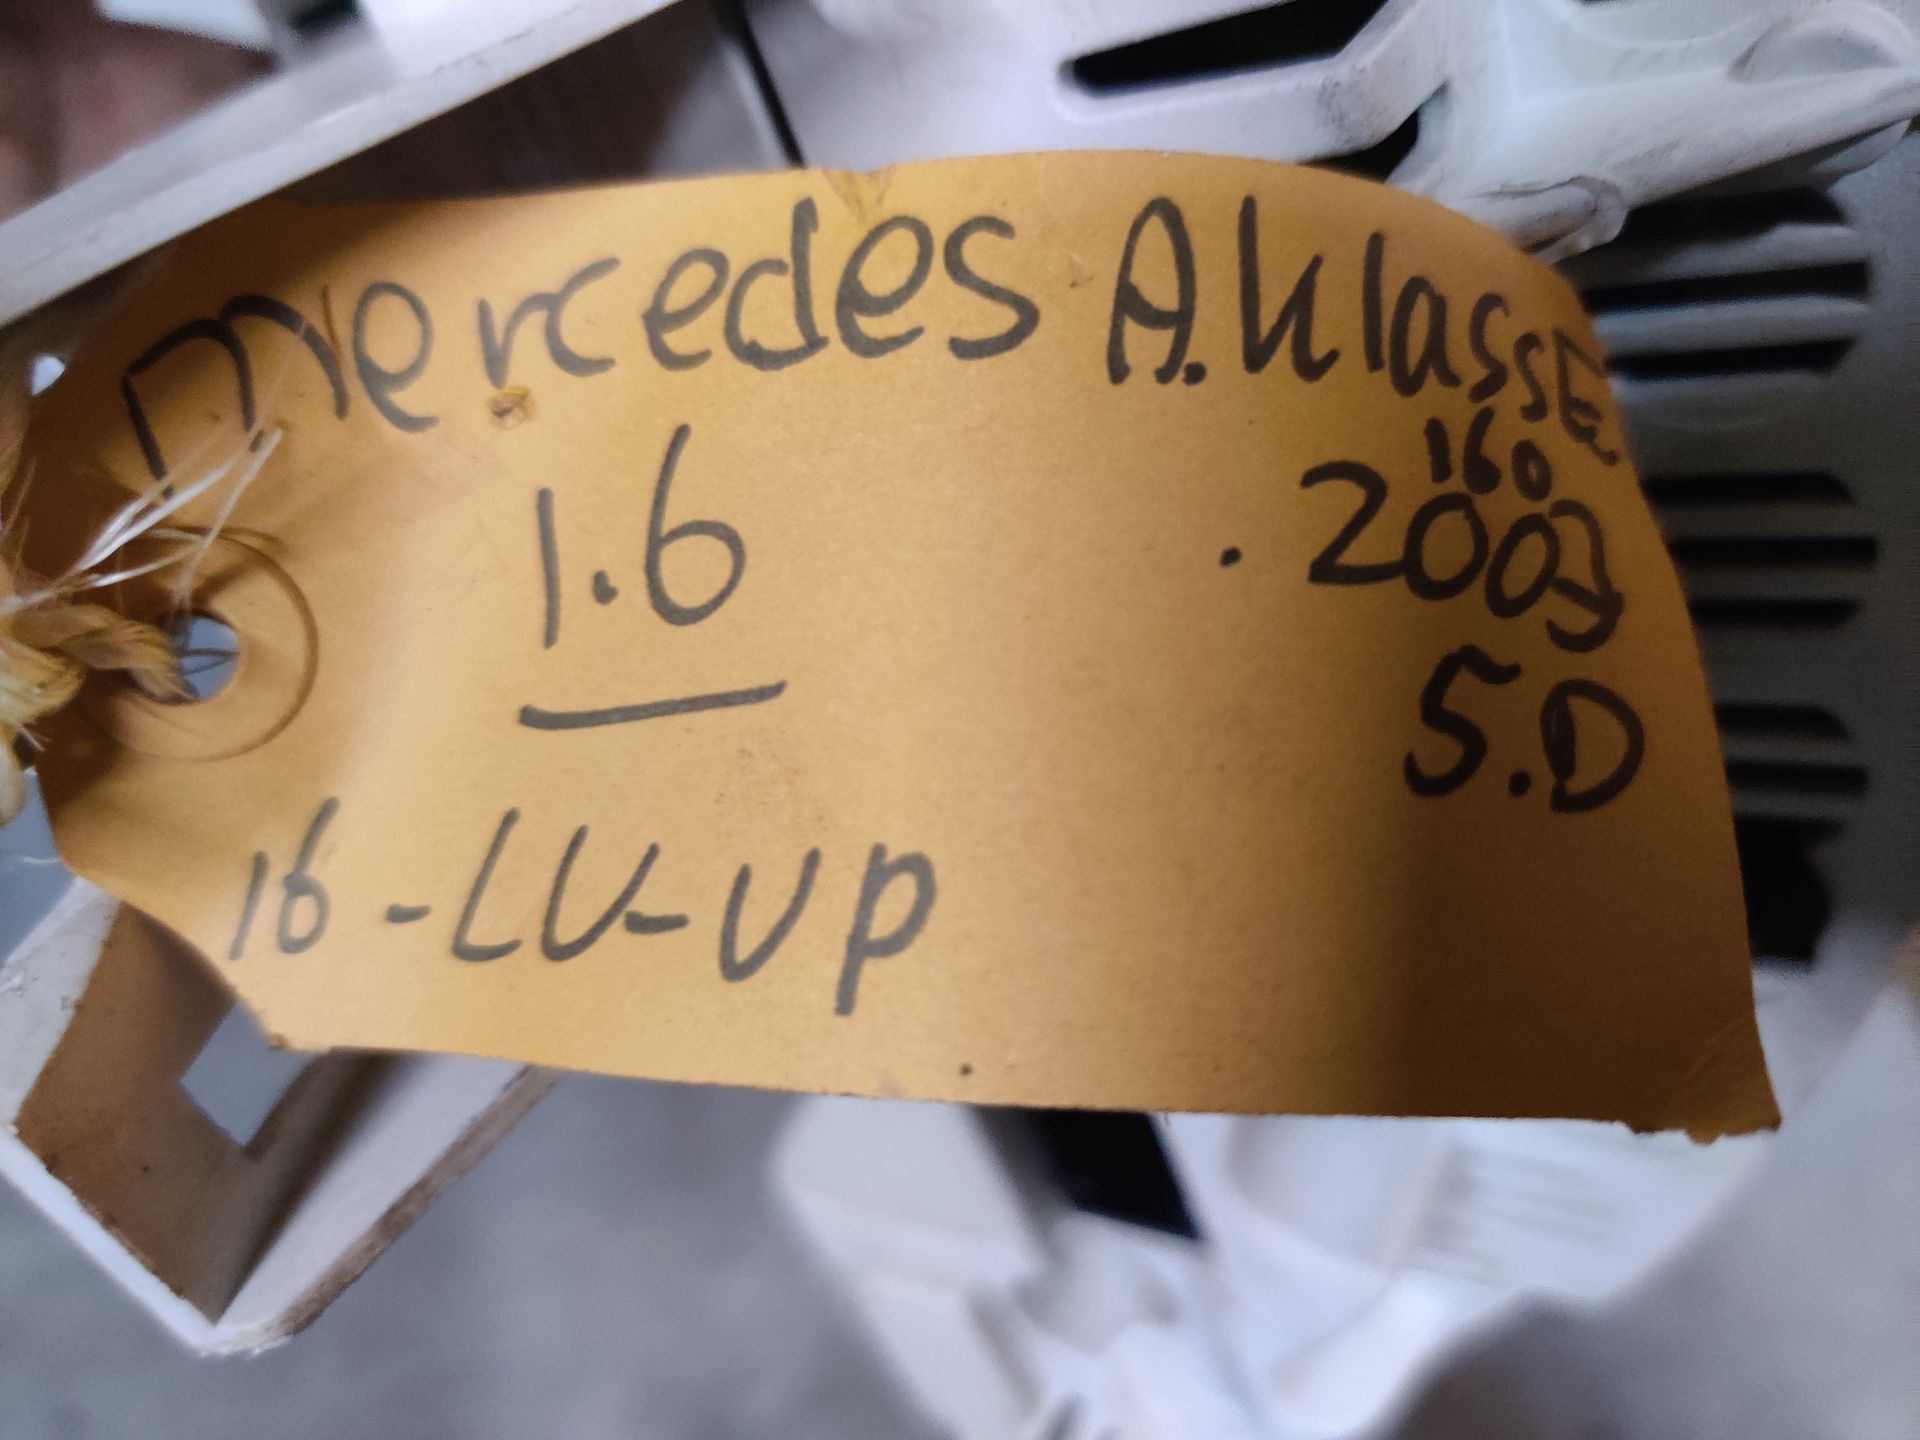 Mercedes A.klassE
160
1.6 . 2003
5.D
16-LV-VP